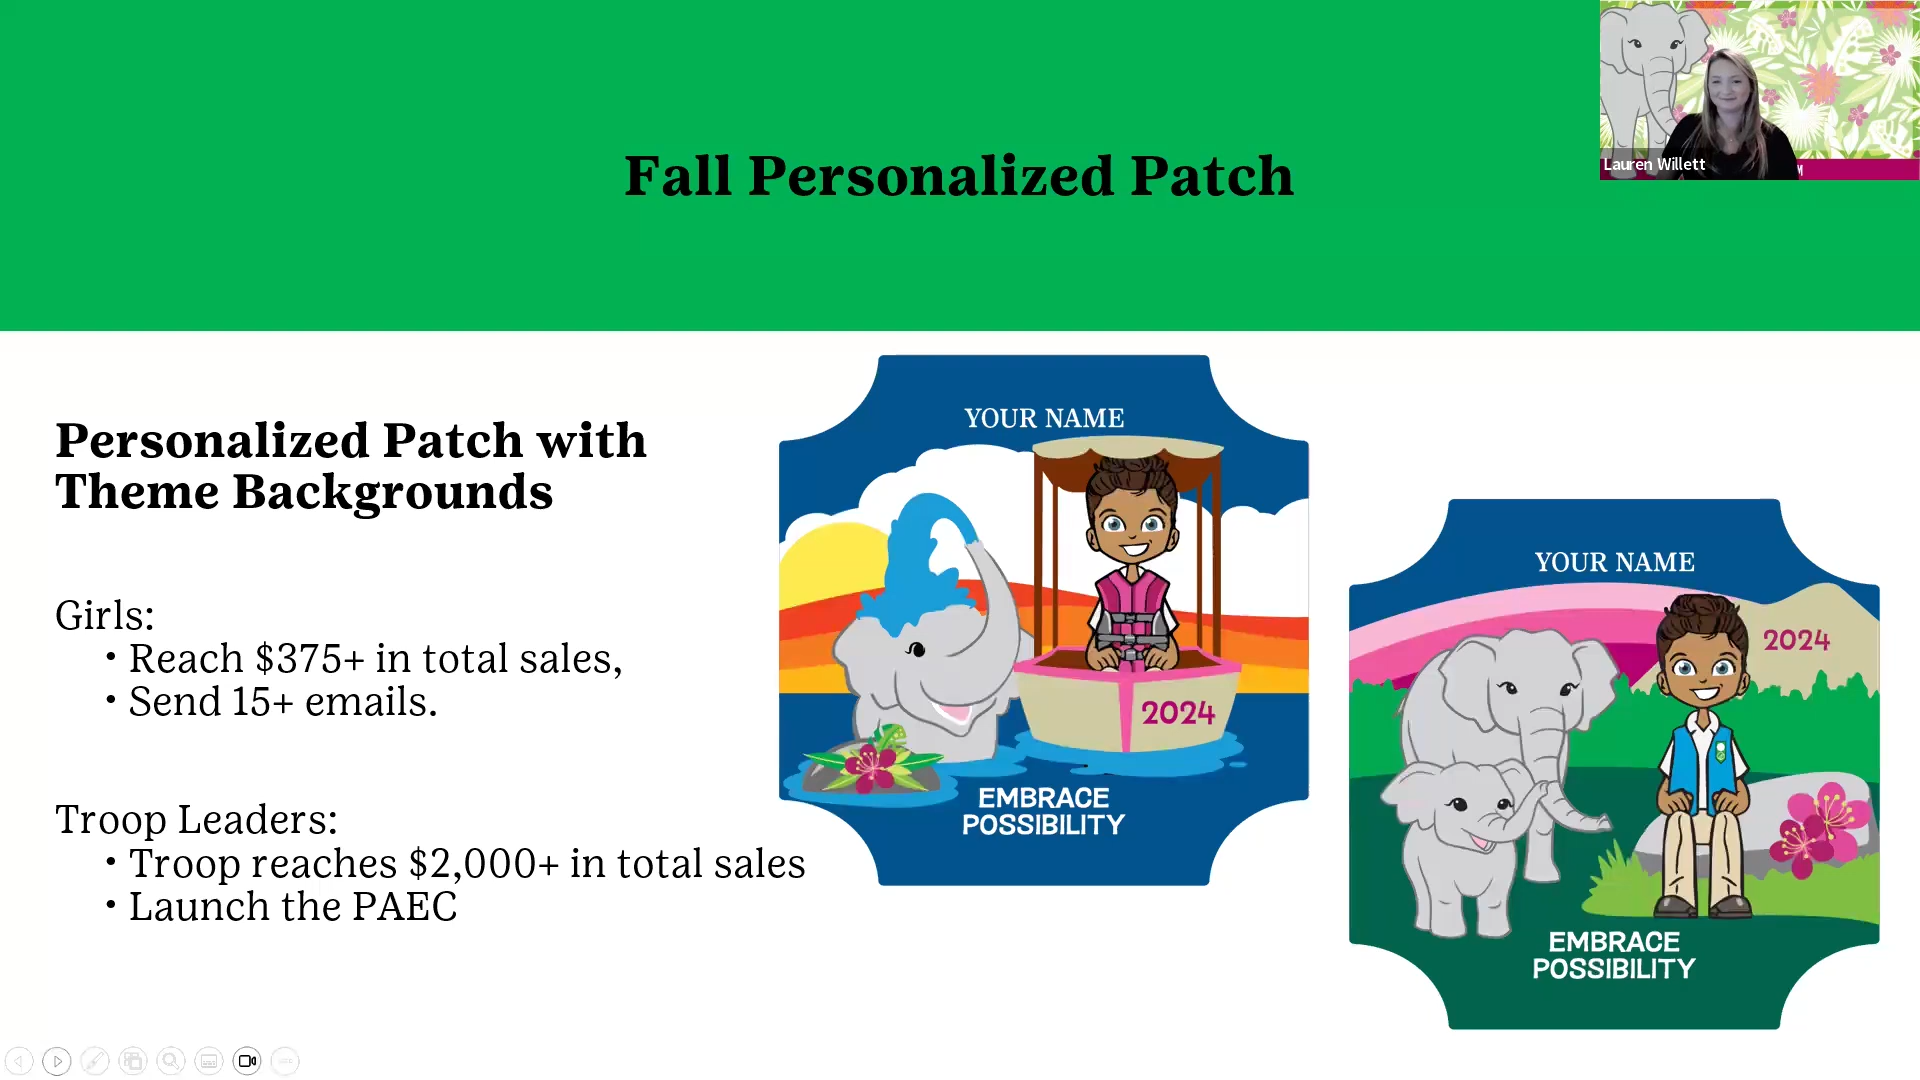 Fall Personalized Patch
Lauren Willett
Personalized Patch with
Theme Backgrounds
Girls:
• Reach $375+ in total sales,
• Send 15+ emails.
Troop Leaders:
• Troop reaches $2,000+ in total sales
• Launch the PAEC
YOUR NAME
2024
EMBRACE
POSSIBILITY
YOUR NAME
2024
EMBRACE
POSSIBILITY